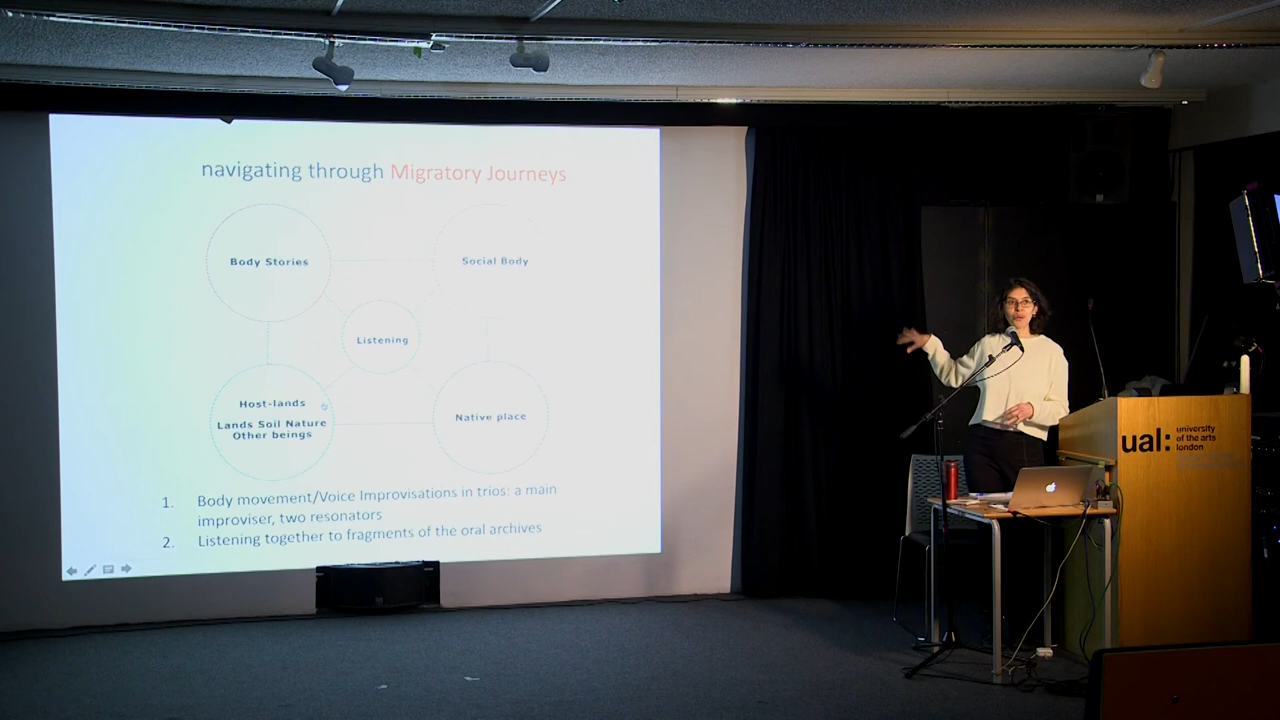 navigating through Migratory Journeys
Body Stories
Social Body
Listening
Host-lands
Lands Soil Nature
Other beings
Native place
1. Body movement/Voice Improvisations in trios: a main
improviser, two resonators
2. Listening together to fragments of the oral archives
ual: university
of the arts
london